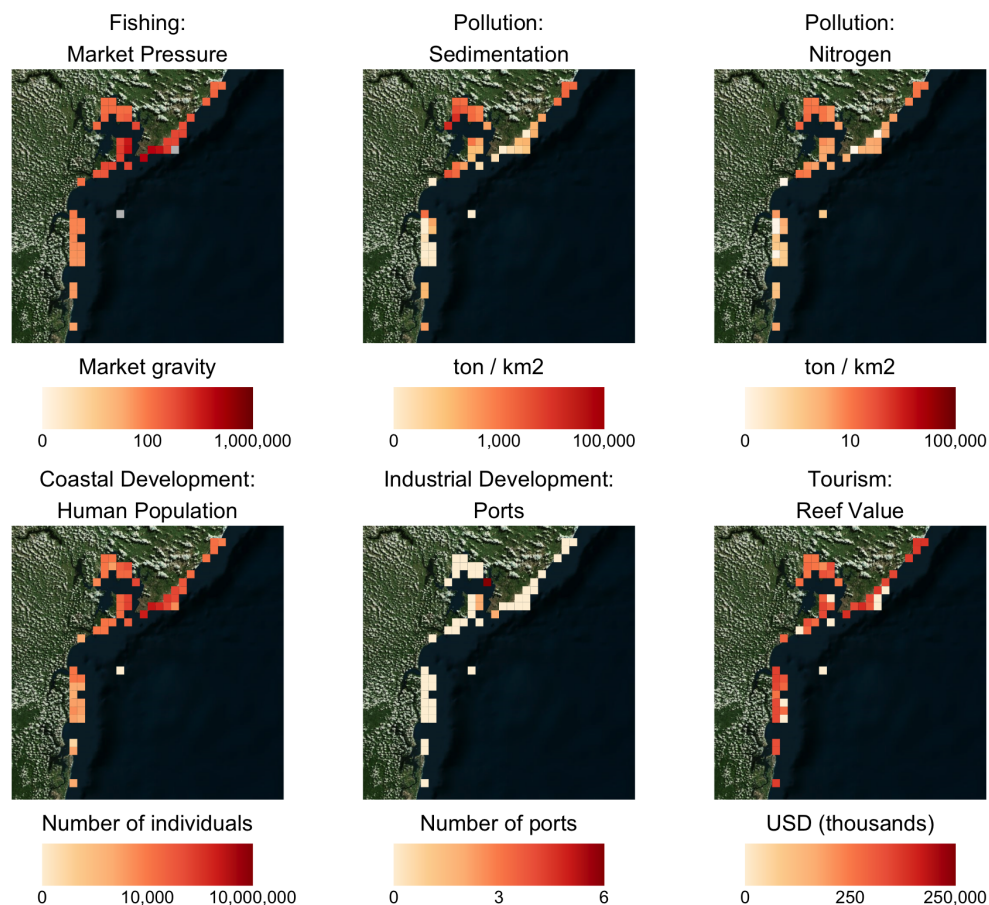 Fishing:
Market Pressure
Pollution:
Sedimentation
Pollution:
Nitrogen
Market gravity
0 100 1,000,000
ton / km2
0 1,000 100,000
ton / km2
0 10 100,000
Coastal Development:
Human Population
Industrial Development:
Ports
Tourism:
Reef Value
Number of individuals
0 10,000 10,000,000
Number of ports
0 3 6
USD (thousands)
0 250 250,000